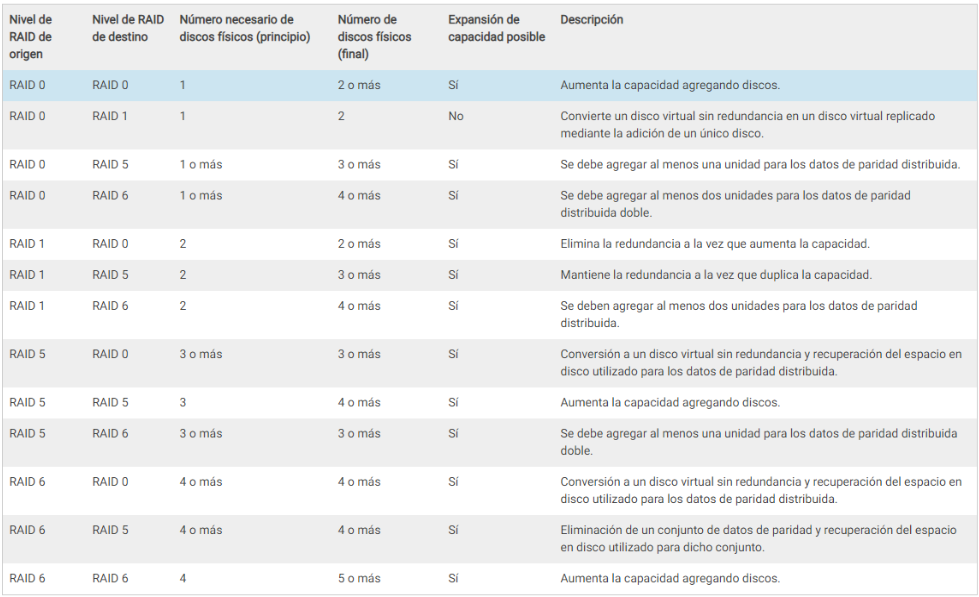 Nivel de RAID de origen	Nivel de RAID de destino	Número necesario de discos físicos (principio)	Número de discos físicos (final)	Expansión de capacidad posible	Descripción
RAID 0	RAID 0	1	2 o más	Sí	Aumenta la capacidad agregando discos.
RAID 0	RAID 1	1	2	No	Convierte un disco virtual sin redundancia en un disco virtual replicado
mediante la adición de un único disco.
RAID 0	RAID 5	1 o más	3 o más	Sí	Se debe agregar al menos una unidad para los datos de paridad distribuida.
RAID 0	RAID 6	1 o más	4 o más	Sí	Se debe agregar al menos dos unidades para los datos de paridad
distribuida doble.
RAID 1	RAID 0	2	2 o más	Sí	Elimina la redundancia a la vez que aumenta la capacidad.
RAID 1	RAID 5	2	3 o más	Sí	Mantiene la redundancia a la vez que duplica la capacidad.
RAID 1	RAID 6	2	4 o más	Sí	Se deben agregar al menos dos unidades para los datos de paridad
distribuida.
RAID 5	RAID 0	3 o más	3 o más	Sí	Conversión a un disco virtual sin redundancia y recuperación del espacio en
disco utilizado para los datos de paridad distribuida.
RAID 5	RAID 5	3	4 o más	Sí	Aumenta la capacidad agregando discos.
RAID 5	RAID 6	3 o más	3 o más	Sí	Se debe agregar al menos una unidad para los datos de paridad distribuida
doble.
RAID 6	RAID 0	4 o más	4 o más	Sí	Conversión a un disco virtual sin redundancia y recuperación del espacio en
disco utilizado para los datos de paridad distribuida.
RAID 6	RAID 5	4 o más	4 o más	Sí	Eliminación de un conjunto de datos de paridad y recuperación del espacio
en disco utilizado para dicho conjunto.
RAID 6	RAID 6	4	5 o más	Sí	Aumenta la capacidad agregando discos.